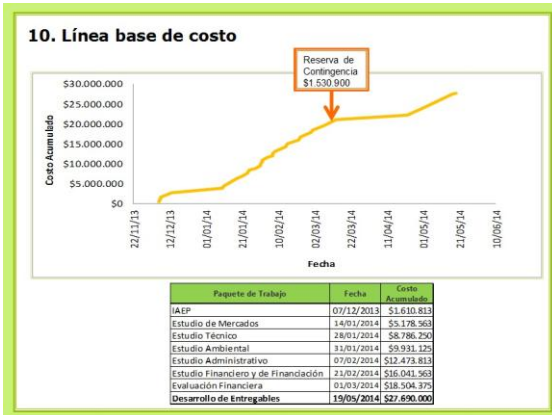 10. Línea base de costo
Reserva de
Contingencia
$1.530.900
Costo Acumulado
$30.000.000
$25.000.000
$20.000.000
$15.000.000
$10.000.000
$5.000.000
$0
22/11/13
12/12/13
01/01/14
21/01/14
10/02/14
02/03/14
22/03/14
11/04/14
01/05/14
21/05/14
10/06/14
Fecha
Paquete de Trabajo Fecha Costo Acumulado
IAEP 07/12/2013 $1.610.813
Estudio de Mercados 14/01/2014 $5.178.563
Estudio Técnico 28/01/2014 $8.786.250
Estudio Ambiental 31/01/2014 $9.931.125
Estudio Administrativo 07/02/2014 $12.473.813
Estudio Financiero y de Financiación 21/02/2014 $16.041.563
Evaluación Financiera 01/03/2014 $18.504.375
Desarrollo de Entregables 19/05/2014 $27.690.000